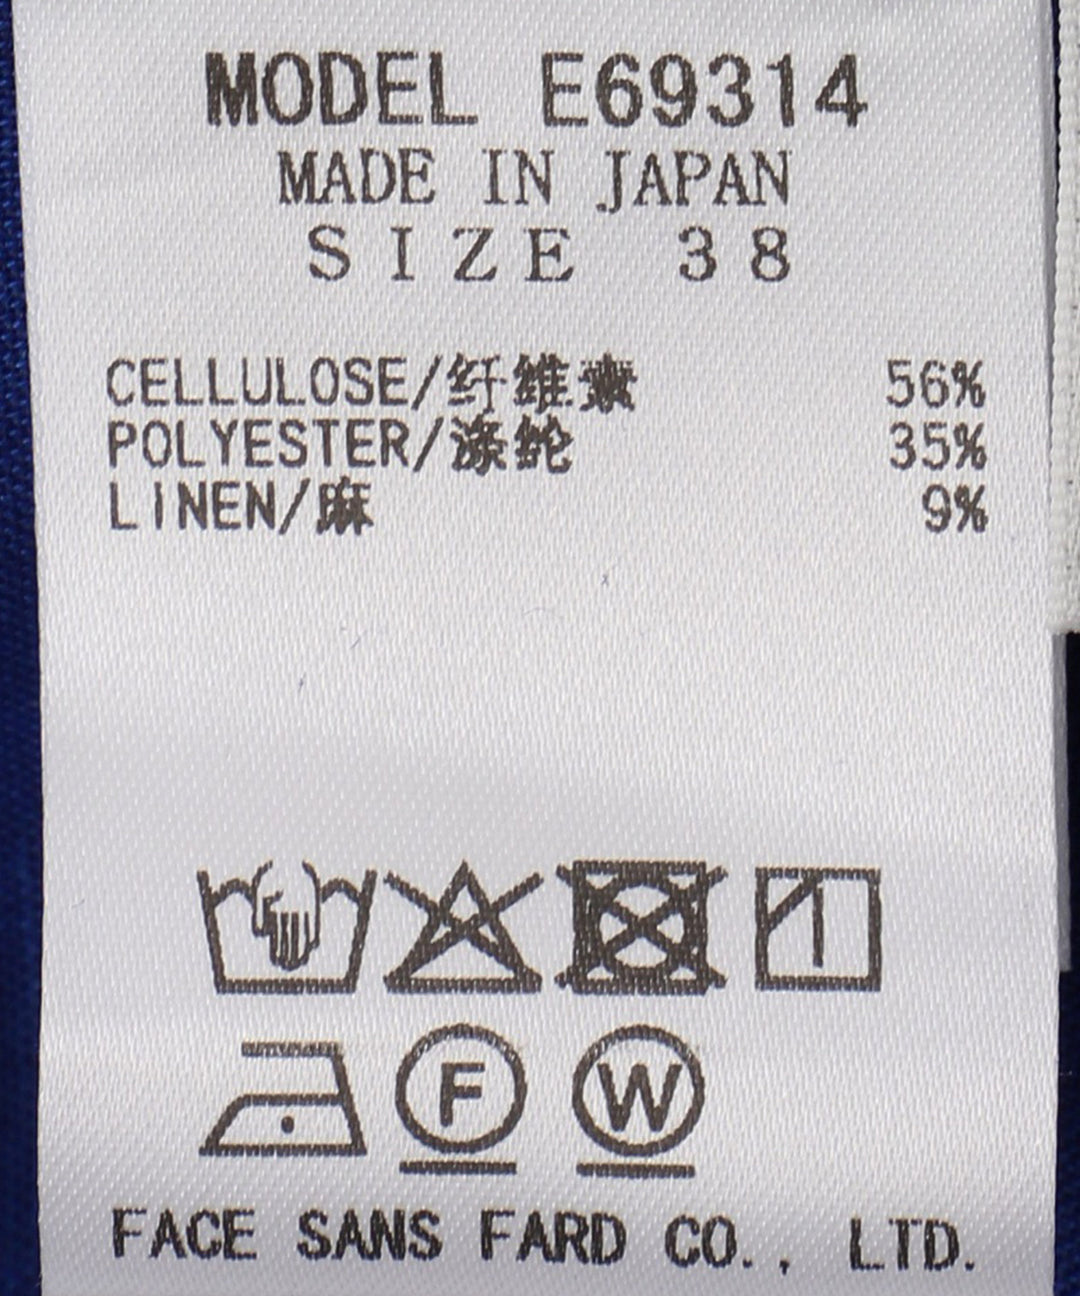 MODEL E69314
MADE IN JAPAN
SIZE 38
CELLULOSE/纤维素 56%
POLYESTER/涤纶 35%
LINEN/麻 9%
F W
FACE SANS FARD CO., LTD.